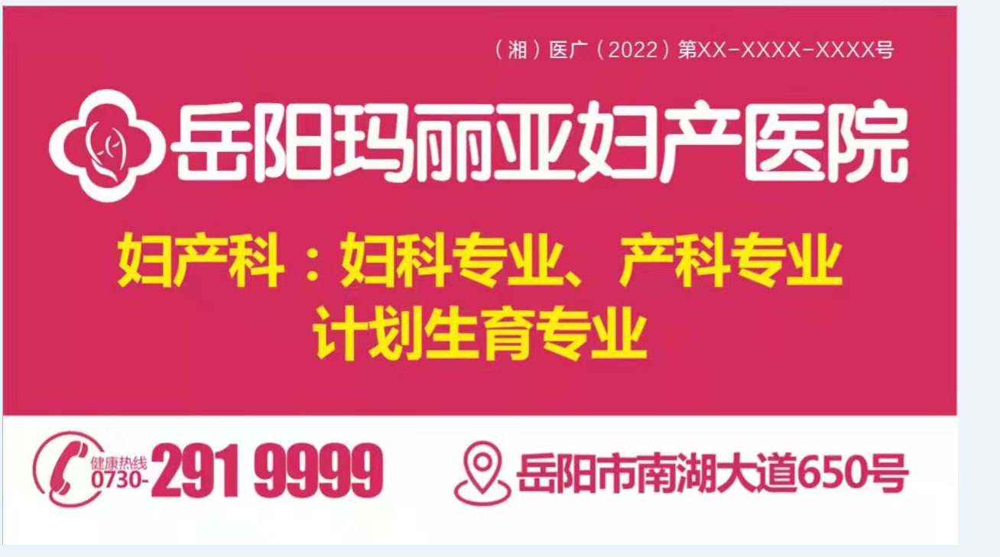 （湘）医广（2022）第XX-XXXX-XXXX号
岳阳玛丽亚妇产医院
妇产科：妇科专业、产科专业
计划生育专业
健康热线
0730-291 9999
岳阳市南湖大道650号